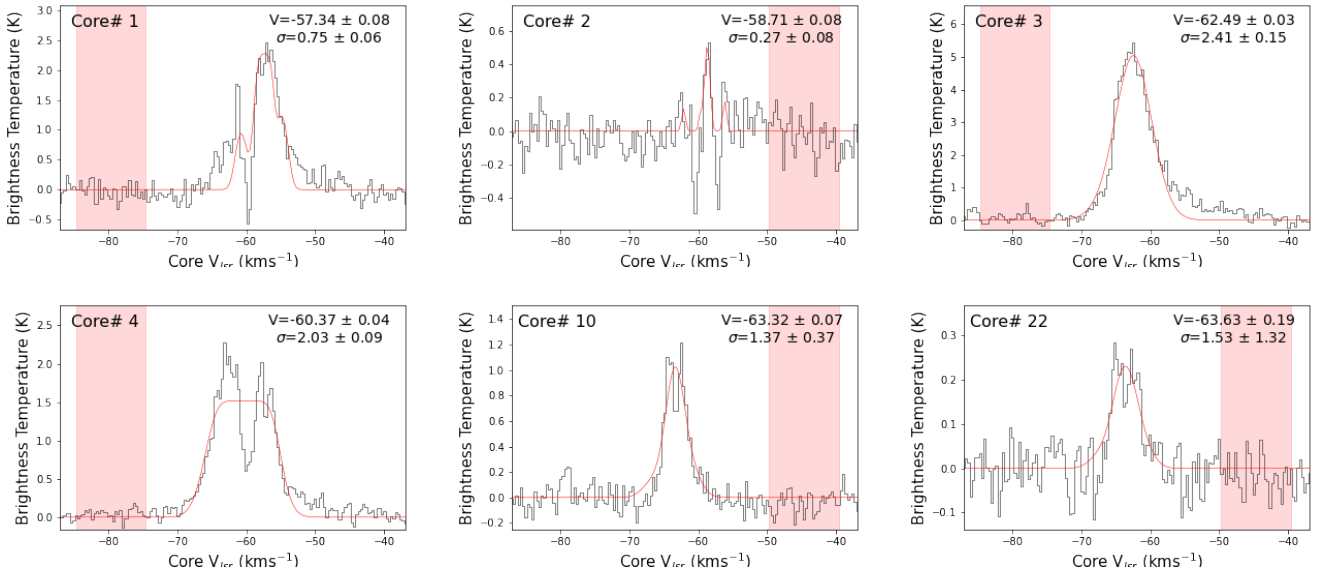 Core# 1
V=-57.34 ± 0.08
σ=0.75 ± 0.06
Brightness Temperature (K)
3.0
2.5
2.0
1.5
1.0
0.5
0.0
−0.5
−80 −70 −60 −50 −40
Core V_lsr (kms⁻¹)
Core# 2
V=-58.71 ± 0.08
σ=0.27 ± 0.08
Brightness Temperature (K)
0.6
0.4
0.2
0.0
−0.2
−0.4
−80 −70 −60 −50 −40
Core V_lsr (kms⁻¹)
Core# 3
V=-62.49 ± 0.03
σ=2.41 ± 0.15
Brightness Temperature (K)
6
5
4
3
2
1
0
−80 −70 −60 −50 −40
Core V_lsr (kms⁻¹)
Core# 4
V=-60.37 ± 0.04
σ=2.03 ± 0.09
Brightness Temperature (K)
2.5
2.0
1.5
1.0
0.5
0.0
−80 −70 −60 −50 −40
Core V_lsr (kms⁻¹)
Core# 10
V=-63.32 ± 0.07
σ=1.37 ± 0.37
Brightness Temperature (K)
1.4
1.2
1.0
0.8
0.6
0.4
0.2
0.0
−0.2
−80 −70 −60 −50 −40
Core V_lsr (kms⁻¹)
Core# 22
V=-63.63 ± 0.19
σ=1.53 ± 1.32
Brightness Temperature (K)
0.3
0.2
0.1
0.0
−0.1
−80 −70 −60 −50 −40
Core V_lsr (kms⁻¹)